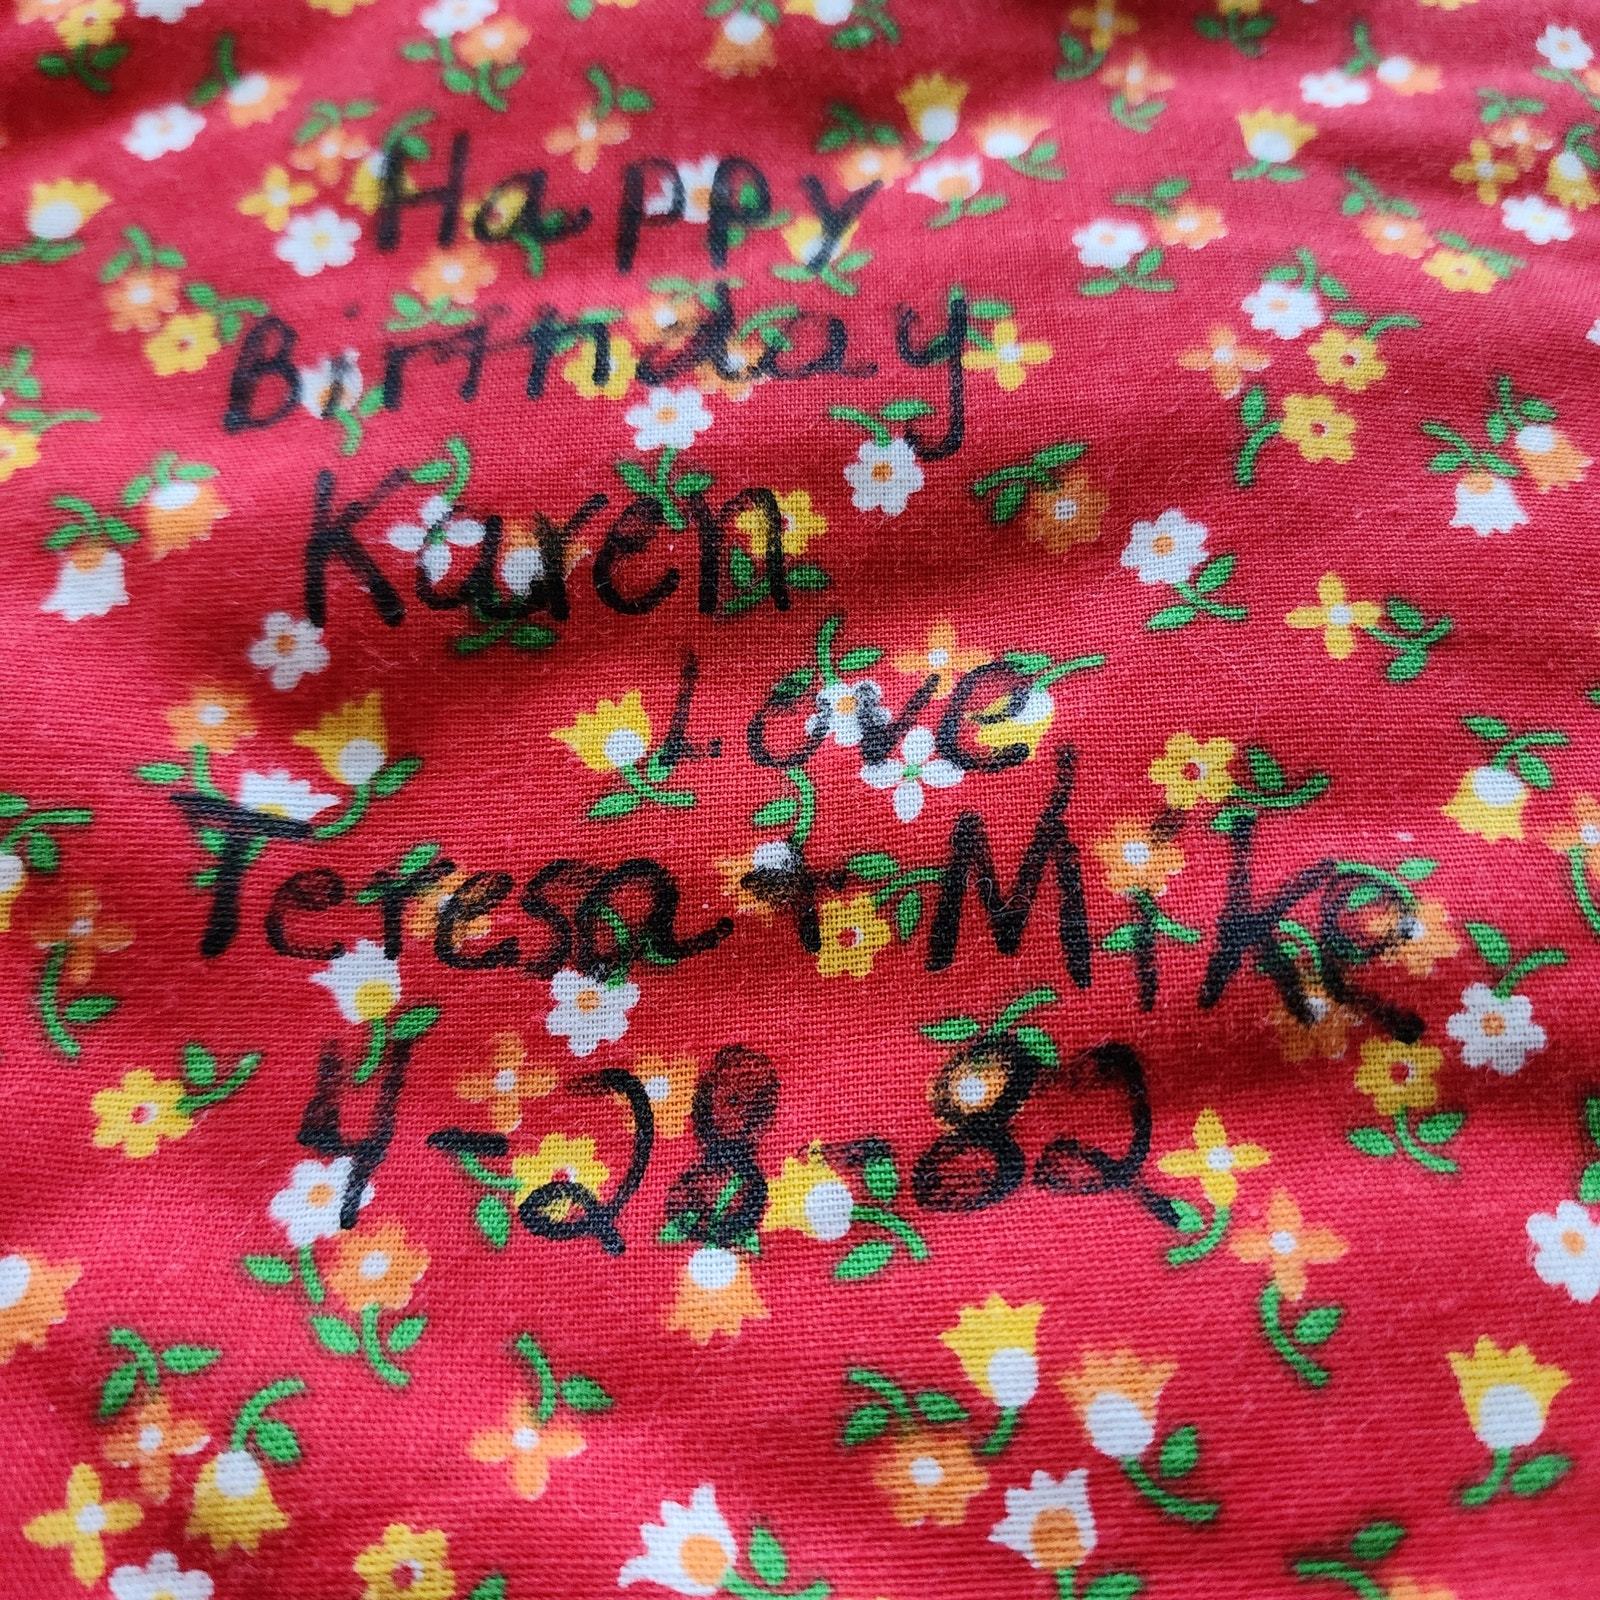 Happy
Birthday
Karen
Love
Teresa + Mike
4-28-82